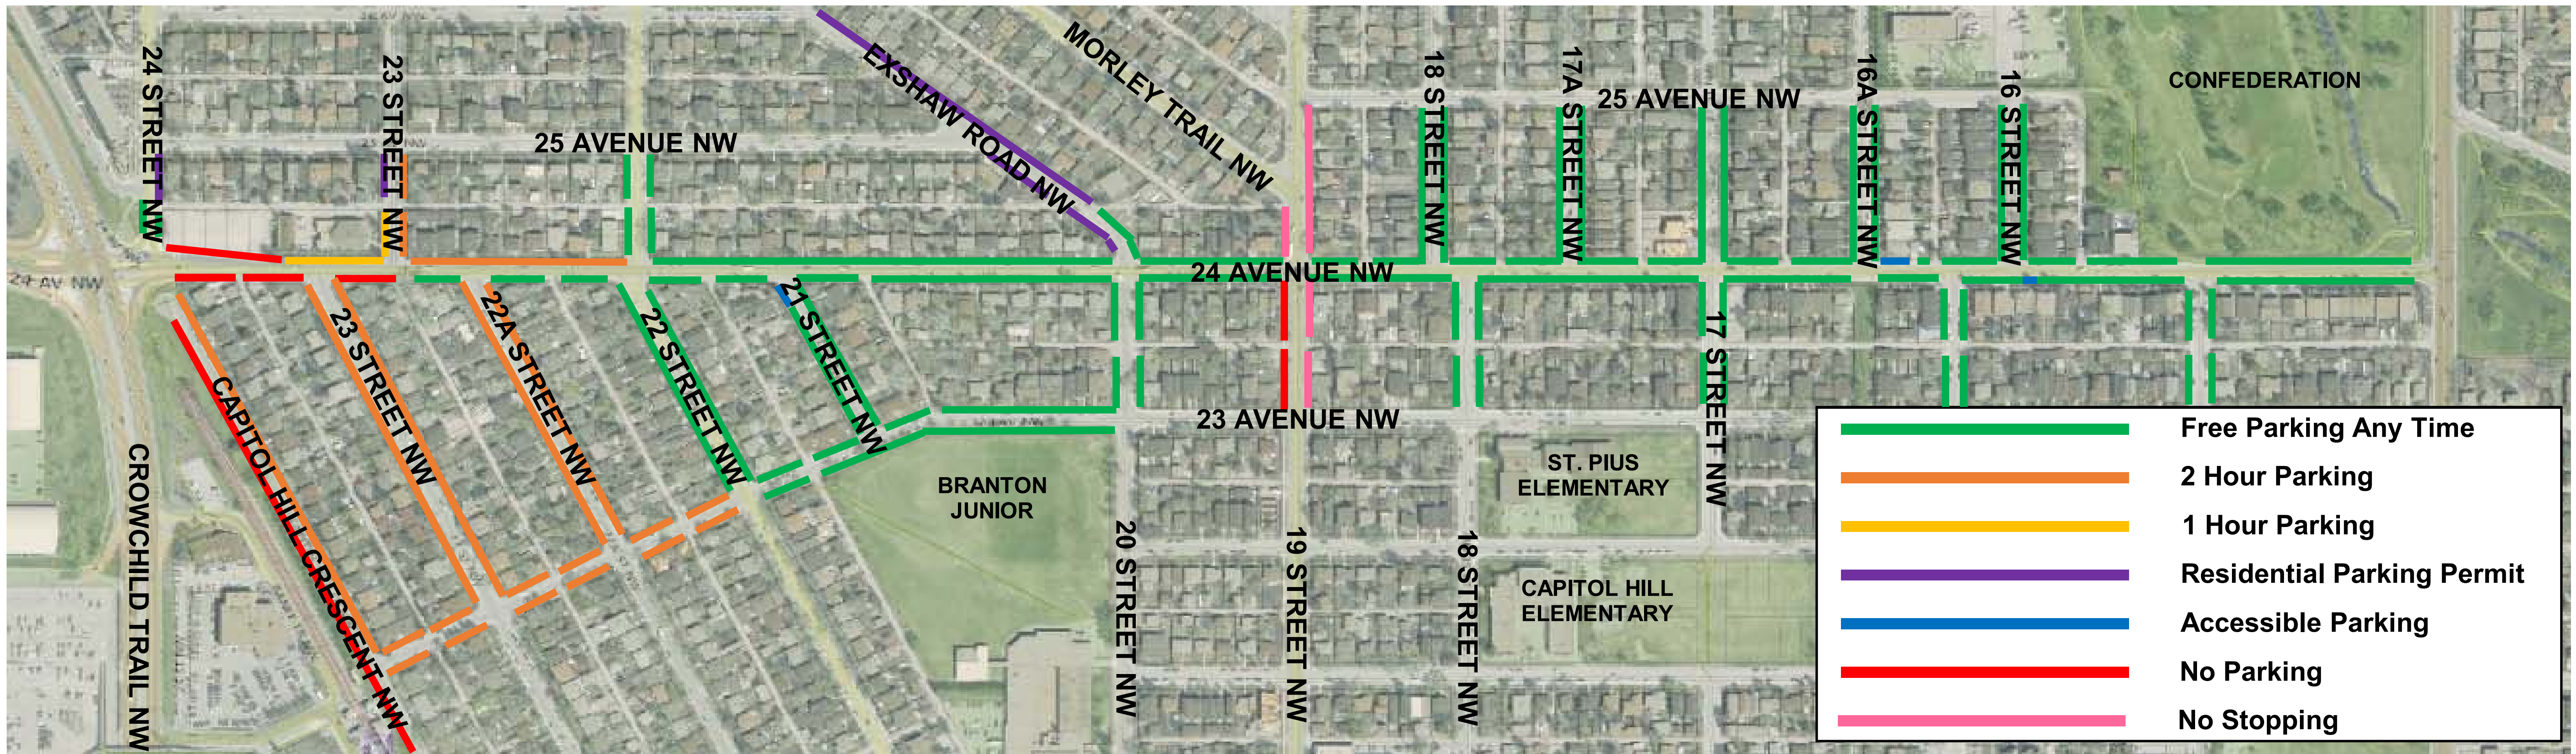 24 STREET NW
23 STREET NW
25 AVENUE NW
EXSHAW ROAD NW
MORLEY TRAIL NW
18 STREET NW
17A STREET NW
25 AVENUE NW
16A STREET NW
16 STREET NW
CONFEDERATION
24 AV NW
24 AVENUE NW
CAPITOL HILL CRESCENT NW
23 STREET NW
22A STREET NW
22 STREET NW
21 STREET NW
17 STREET NW
23 AVENUE NW
CROWCHILD TRAIL NW
BRANTON
JUNIOR
ST. PIUS
ELEMENTARY
20 STREET NW
19 STREET NW
18 STREET NW
CAPITOL HILL
ELEMENTARY
Free Parking Any Time
2 Hour Parking
1 Hour Parking
Residential Parking Permit
Accessible Parking
No Parking
No Stopping